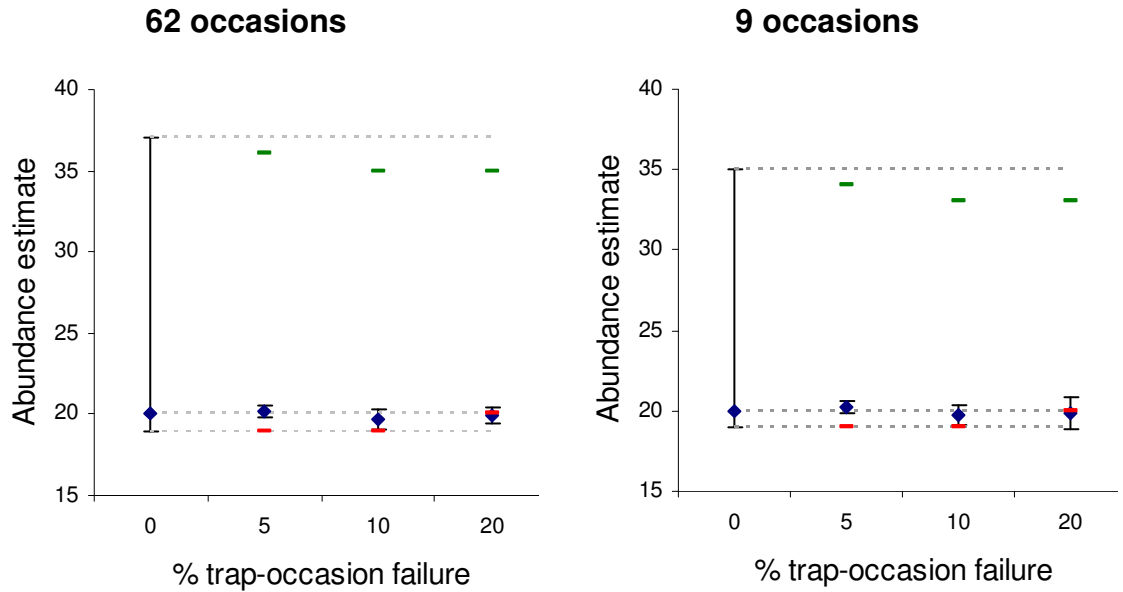 62 occasions
40
35
30
25
20
15
Abundance estimate
0 5 10 20
% trap-occasion failure
9 occasions
40
35
30
25
20
15
Abundance estimate
0 5 10 20
% trap-occasion failure